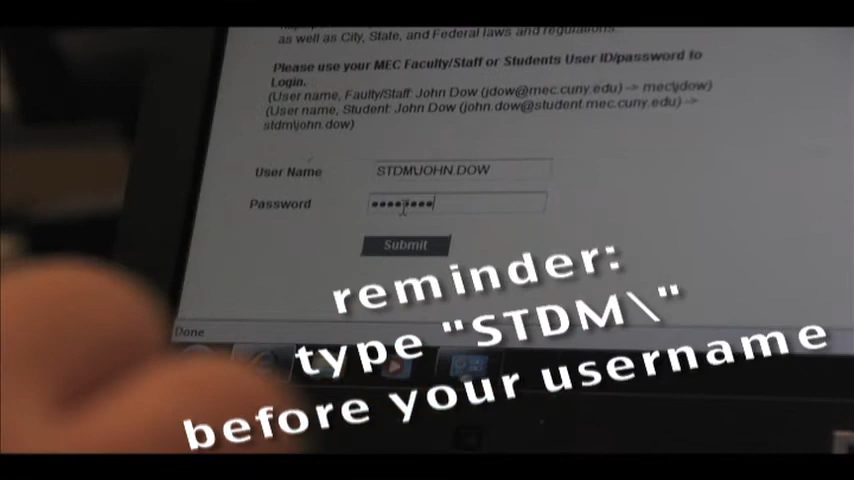 as well as City, State, and Federal laws and regulations.
Please use your MEC Faculty/Staff or Students User ID/password to
Login.
(User name, Faulty/Staff: John Dow (jdow@mec.cuny.edu) -> mec\jdow)
(User name, Student: John Dow (john.dow@student.mec.cuny.edu) ->
stdm\john.dow)
User Name STDM\JOHN.DOW
Password
Submit
reminder:
type "STDM\"
before your username
Done